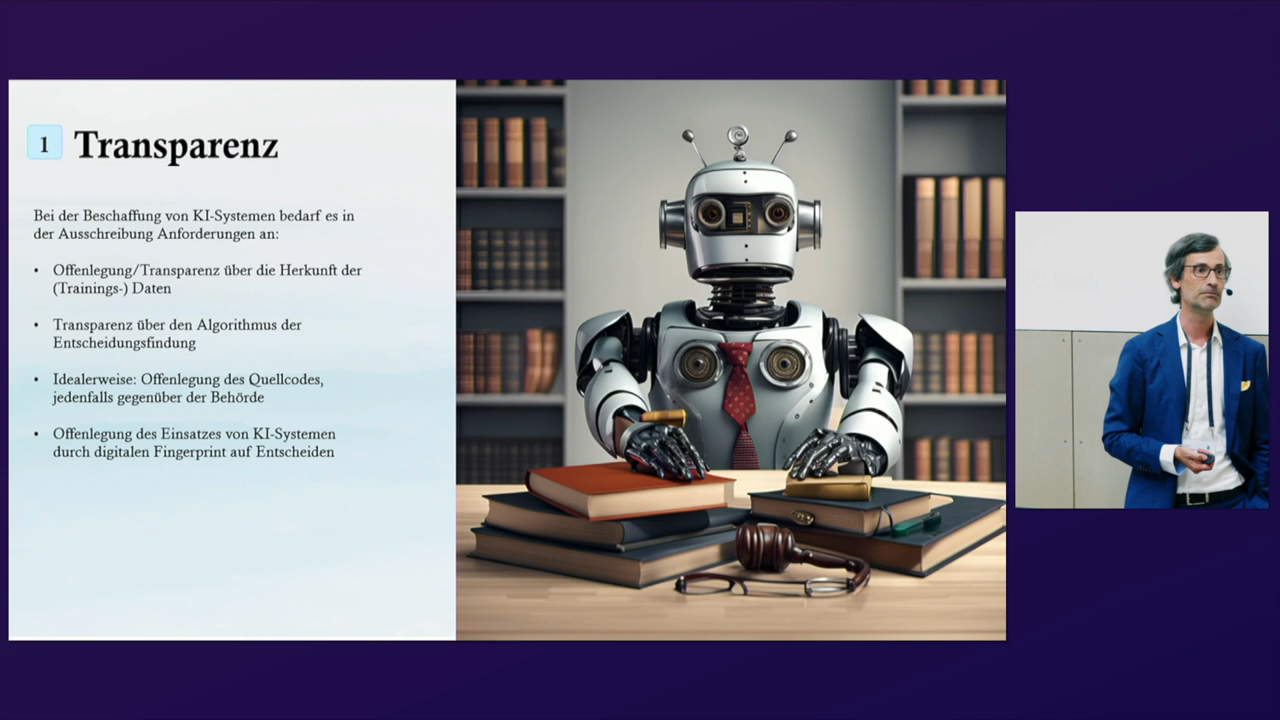 1 Transparenz
Bei der Beschaffung von KI-Systemen bedarf es in
der Ausschreibung Anforderungen an:
• Offenlegung/Transparenz über die Herkunft der
(Trainings-) Daten
• Transparenz über den Algorithmus der
Entscheidungsfindung
• Idealerweise: Offenlegung des Quellcodes,
jedenfalls gegenüber der Behörde
• Offenlegung des Einsatzes von KI-Systemen
durch digitalen Fingerprint auf Entscheiden